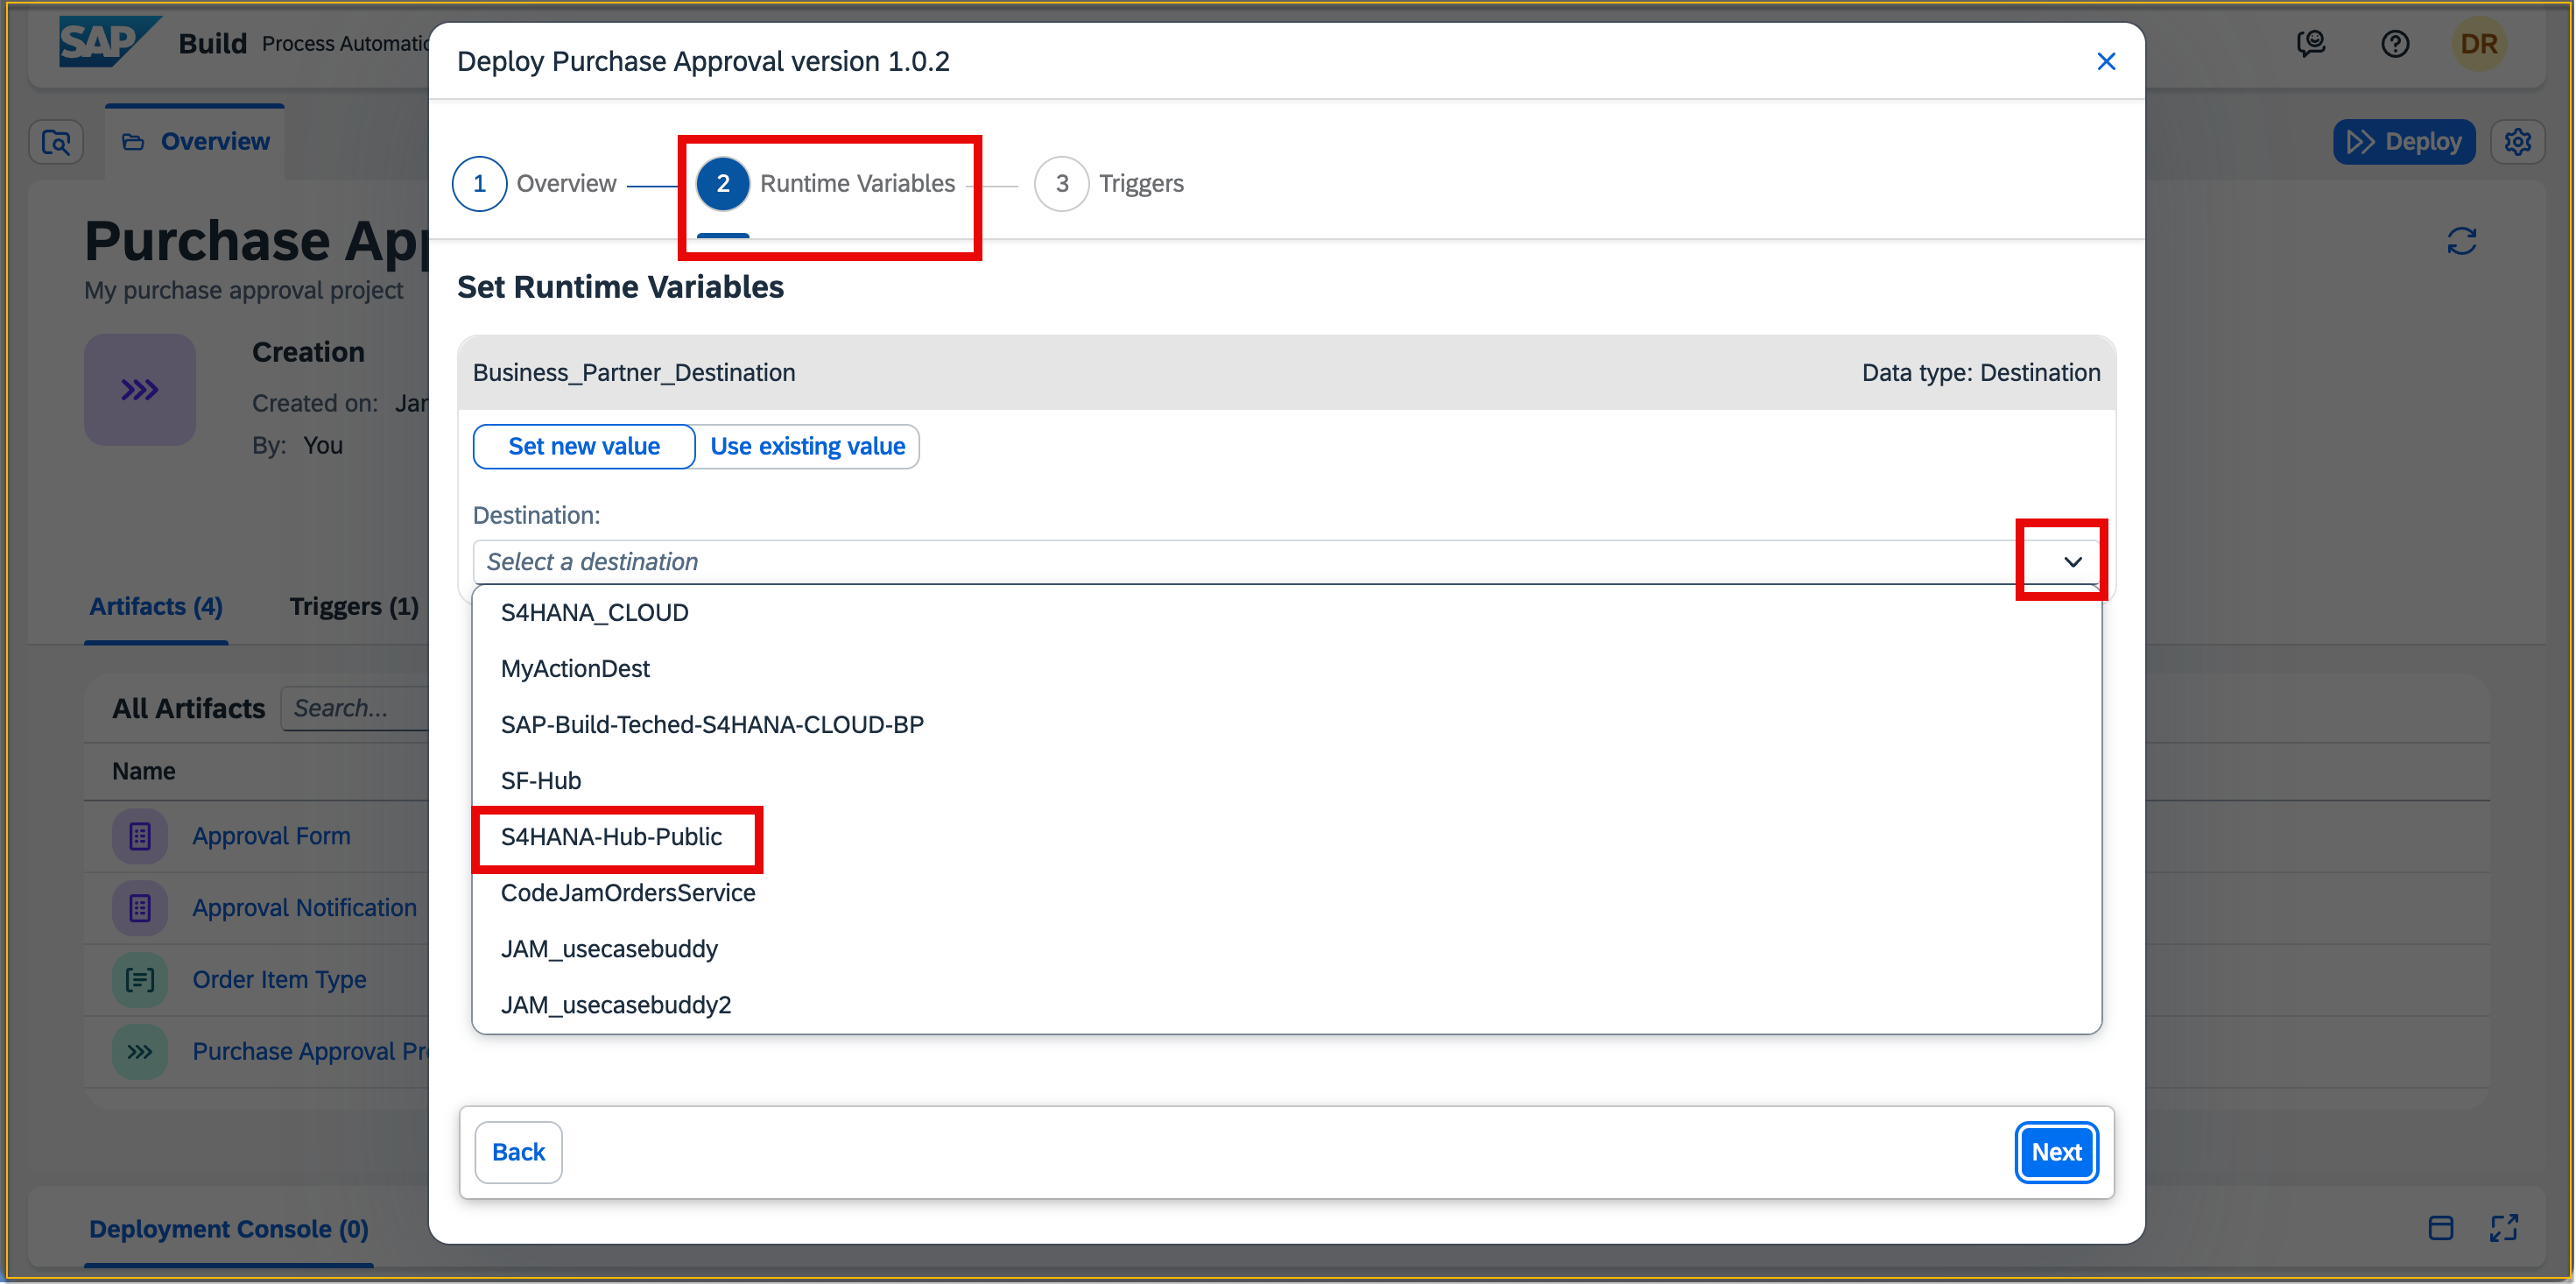 SAP Build Process Automatio
DR
Deploy Purchase Approval version 1.0.2
Overview
Deploy
1 Overview 2 Runtime Variables 3 Triggers
Purchase App
My purchase approval project
Set Runtime Variables
Creation
Created on: Jan
By: You
Business_Partner_Destination Data type: Destination
Set new value Use existing value
Destination:
Select a destination
S4HANA_CLOUD
MyActionDest
SAP-Build-Teched-S4HANA-CLOUD-BP
SF-Hub
S4HANA-Hub-Public
CodeJamOrdersService
JAM_usecasebuddy
JAM_usecasebuddy2
Artifacts (4) Triggers (1)
All Artifacts Search...
Name
Approval Form
Approval Notification
Order Item Type
Purchase Approval Pr
Back Next
Deployment Console (0)